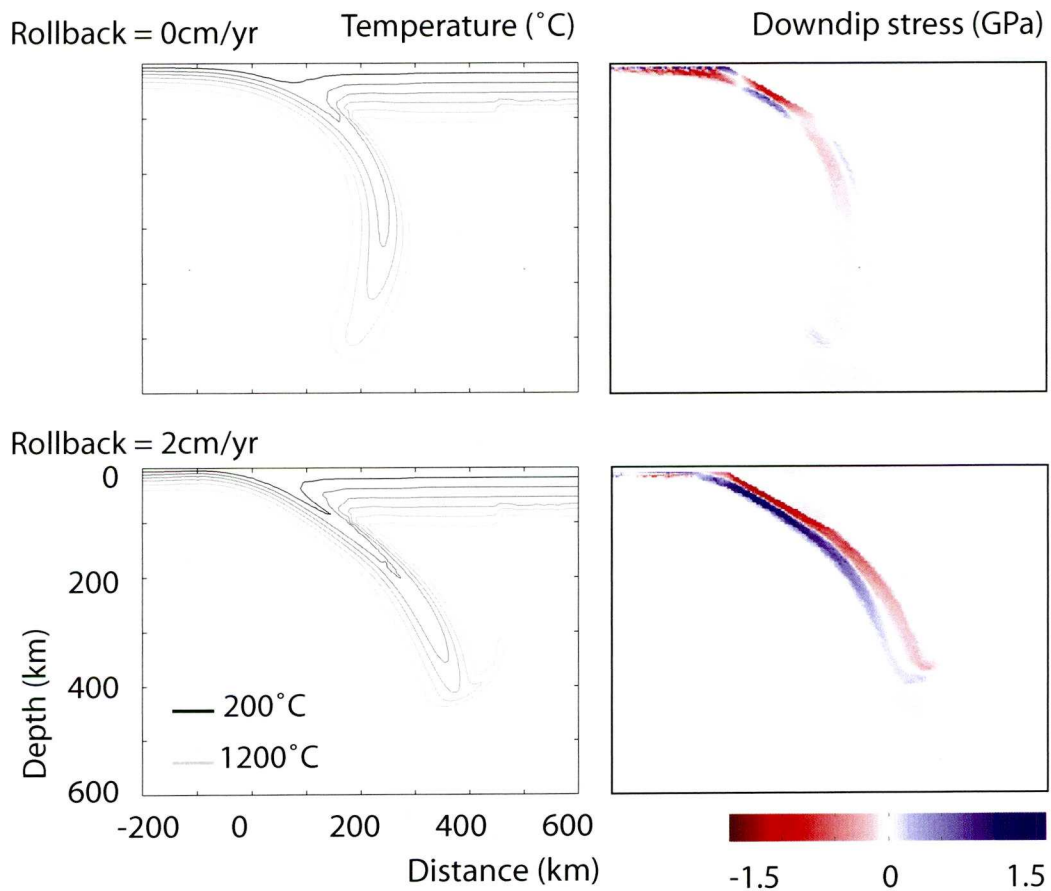 Rollback = 0cm/yr
Temperature (˚C)
Downdip stress (GPa)
Rollback = 2cm/yr
0
200
400
600
Depth (km)
200˚C
1200˚C
-200 0 200 400 600
Distance (km)
-1.5 0 1.5